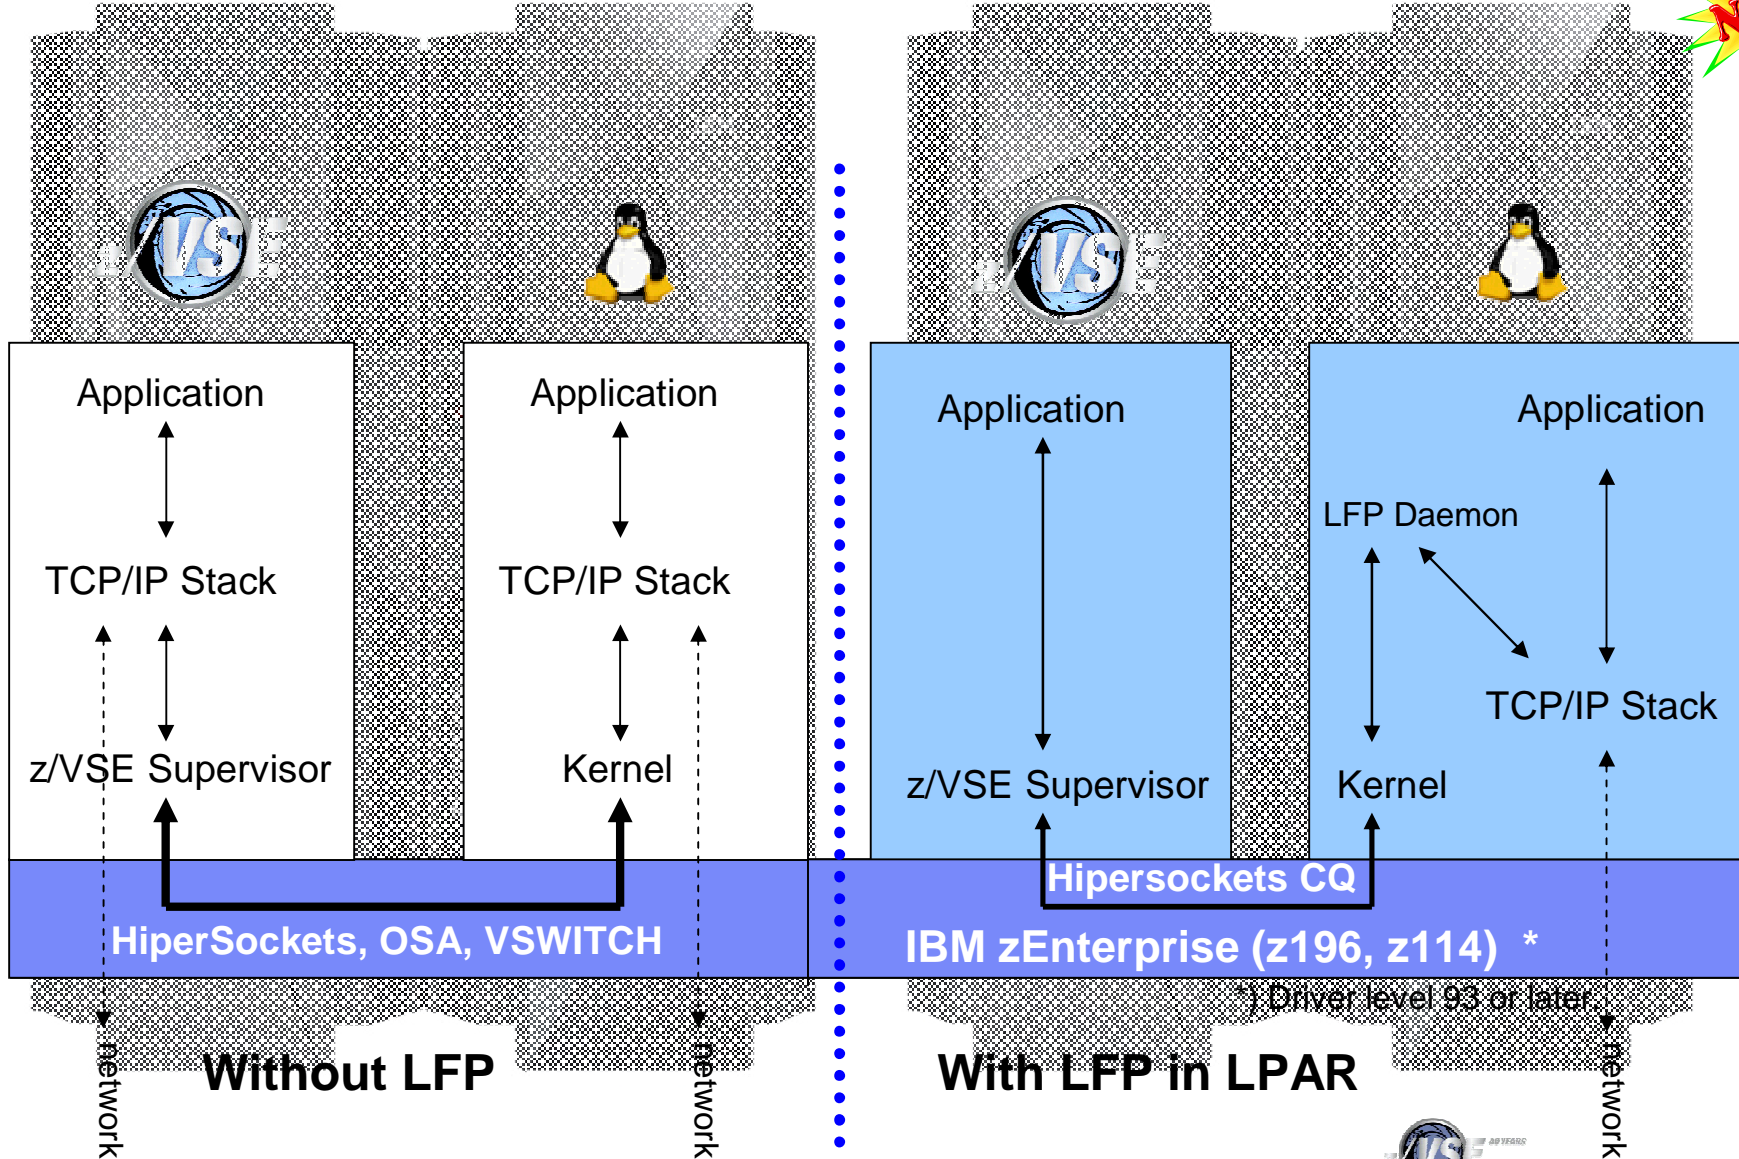 z/VSE
z/VSE
Application
TCP/IP Stack
z/VSE Supervisor
Application
TCP/IP Stack
Kernel
HiperSockets, OSA, VSWITCH
network
network
Without LFP
Application
z/VSE Supervisor
Application
LFP Daemon
TCP/IP Stack
Kernel
Hipersockets CQ
IBM zEnterprise (z196, z114) *
*) Driver level 93 or later
network
With LFP in LPAR